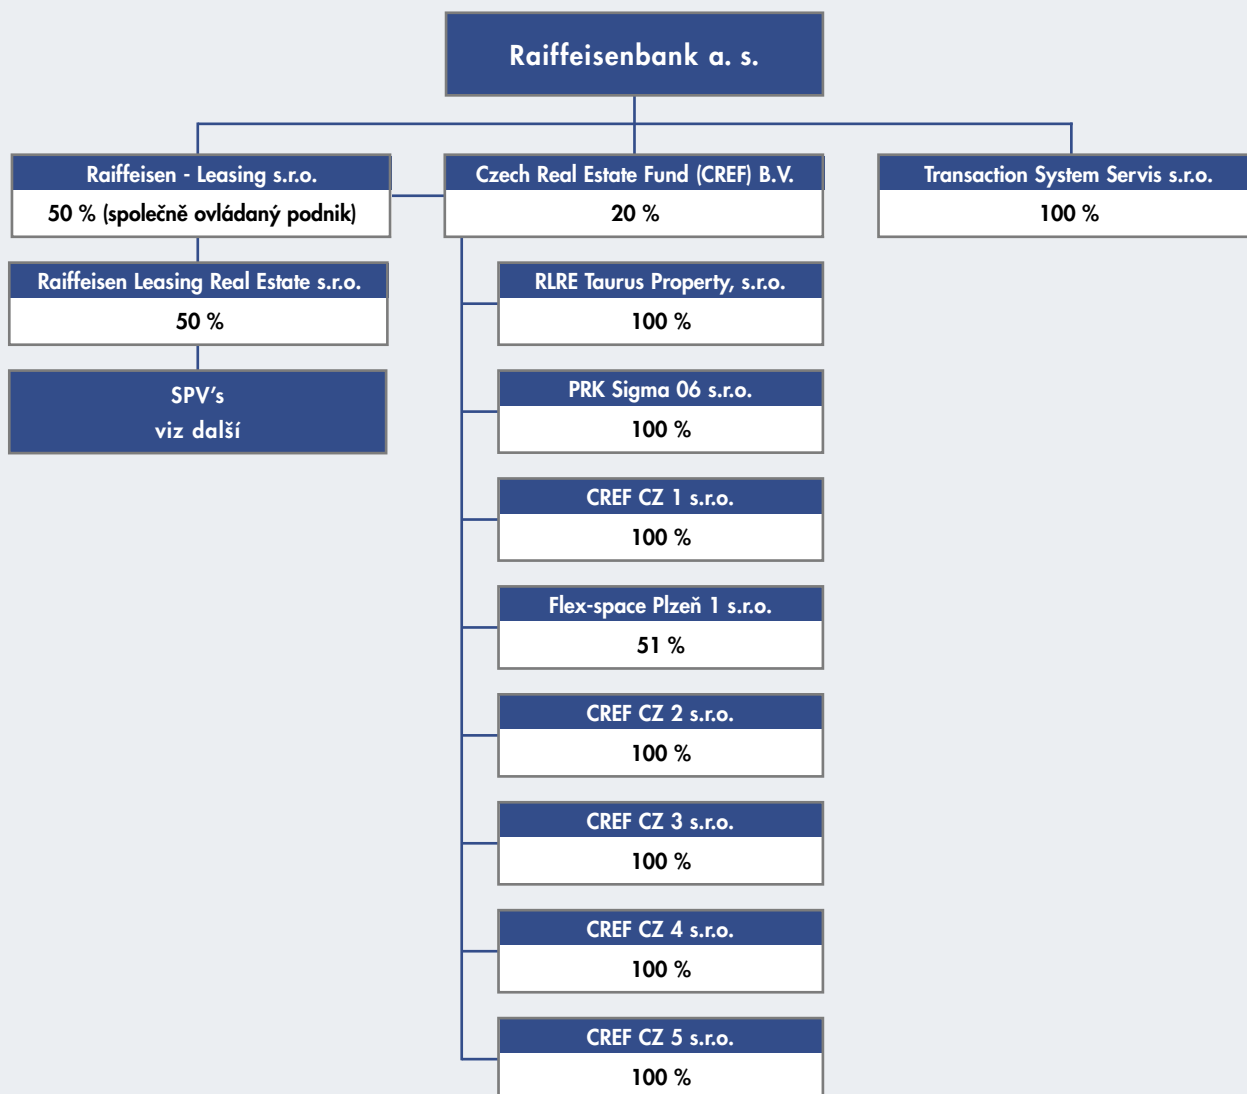 Raiffeisenbank a. s.
Raiffeisen - Leasing s.r.o.
50 % (společně ovládaný podnik)
Czech Real Estate Fund (CREF) B.V.
20 %
Transaction System Servis s.r.o.
100 %
Raiffeisen Leasing Real Estate s.r.o.
50 %
SPV's
viz další
RLRE Taurus Property, s.r.o.
100 %
PRK Sigma 06 s.r.o.
100 %
CREF CZ 1 s.r.o.
100 %
Flex-space Plzeň 1 s.r.o.
51 %
CREF CZ 2 s.r.o.
100 %
CREF CZ 3 s.r.o.
100 %
CREF CZ 4 s.r.o.
100 %
CREF CZ 5 s.r.o.
100 %